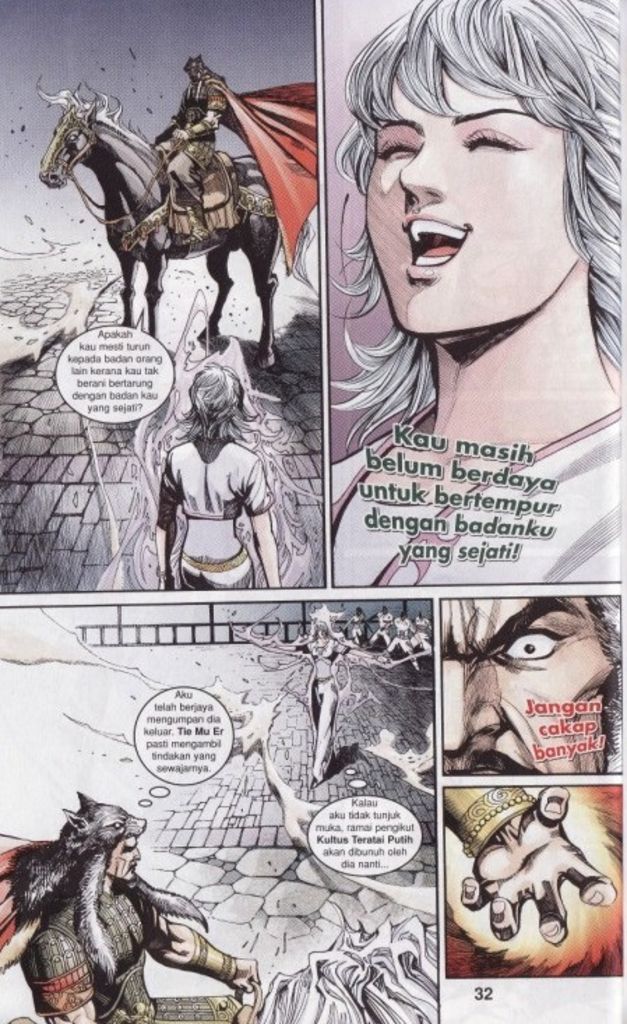 Apakah
kau mesti turun
kepada badan orang
lain kerana kau tak
berani bertarung
dengan badan kau
yang sejati?
Kau masih
belum berdaya
untuk bertempur
dengan badanku
yang sejati!
Aku
telah berjaya
mengumpan dia
keluar. Tie Mu Er
pasti mengambil
tindakan yang
sewajarnya.
Kalau
aku tidak tunjuk
muka, ramai pengikut
Kultus Teratai Putih
akan dibunuh oleh
dia nanti...
Jangan
cakap
banyak!
32